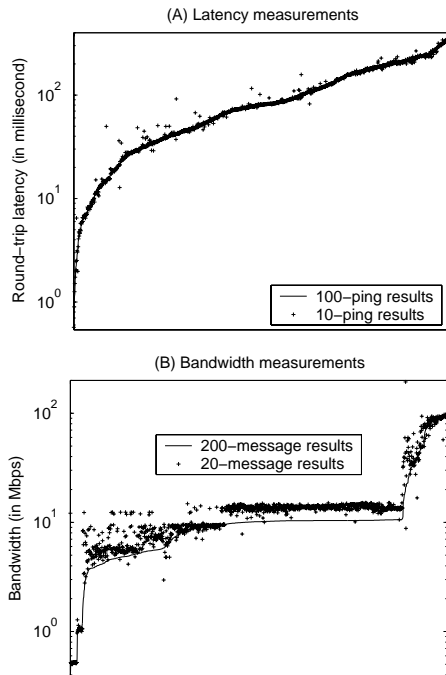 (A) Latency measurements
Round-trip latency (in millisecond)
10^2
10^1
10^0
100-ping results
10-ping results
(B) Bandwidth measurements
Bandwidth (in Mbps)
10^2
10^1
10^0
200-message results
20-message results